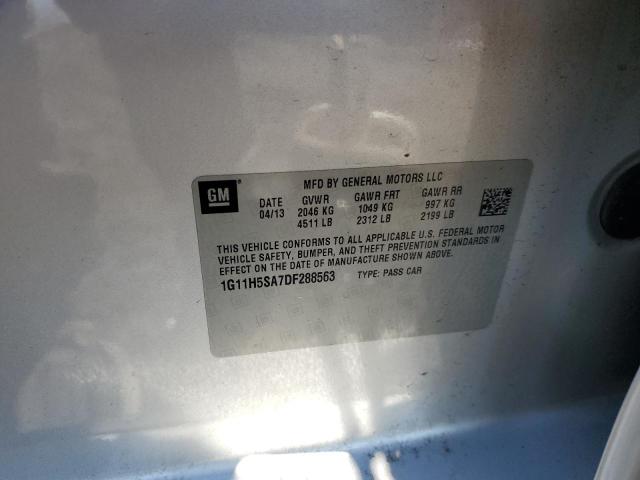 GM
MFD BY GENERAL MOTORS LLC
DATE GVWR GAWR FRT GAWR RR
04/13 2046 KG 1049 KG 997 KG
4511 LB 2312 LB 2199 LB
THIS VEHICLE CONFORMS TO ALL APPLICABLE U.S. FEDERAL MOTOR
VEHICLE SAFETY, BUMPER, AND THEFT PREVENTION STANDARDS IN
EFFECT ON THE DATE OF MANUFACTURE SHOWN ABOVE.
1G11H5SA7DF288563 TYPE: PASS CAR